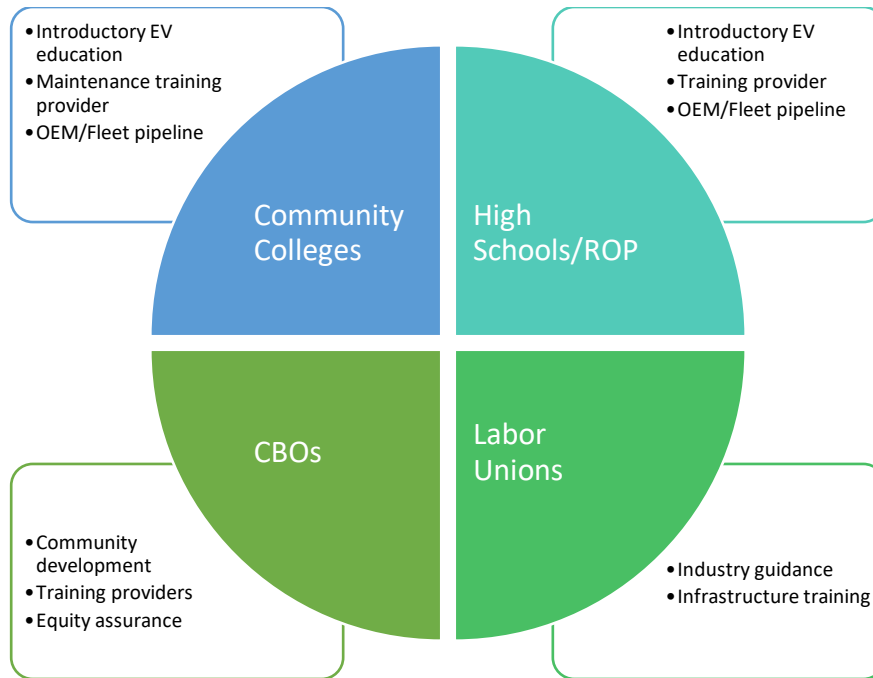 •Introductory EV
education
•Maintenance training
provider
•OEM/Fleet pipeline
•Introductory EV
education
•Training provider
•OEM/Fleet pipeline
Community
Colleges
High
Schools/ROP
CBOs
Labor
Unions
•Community
development
•Training providers
•Equity assurance
•Industry guidance
•Infrastructure training